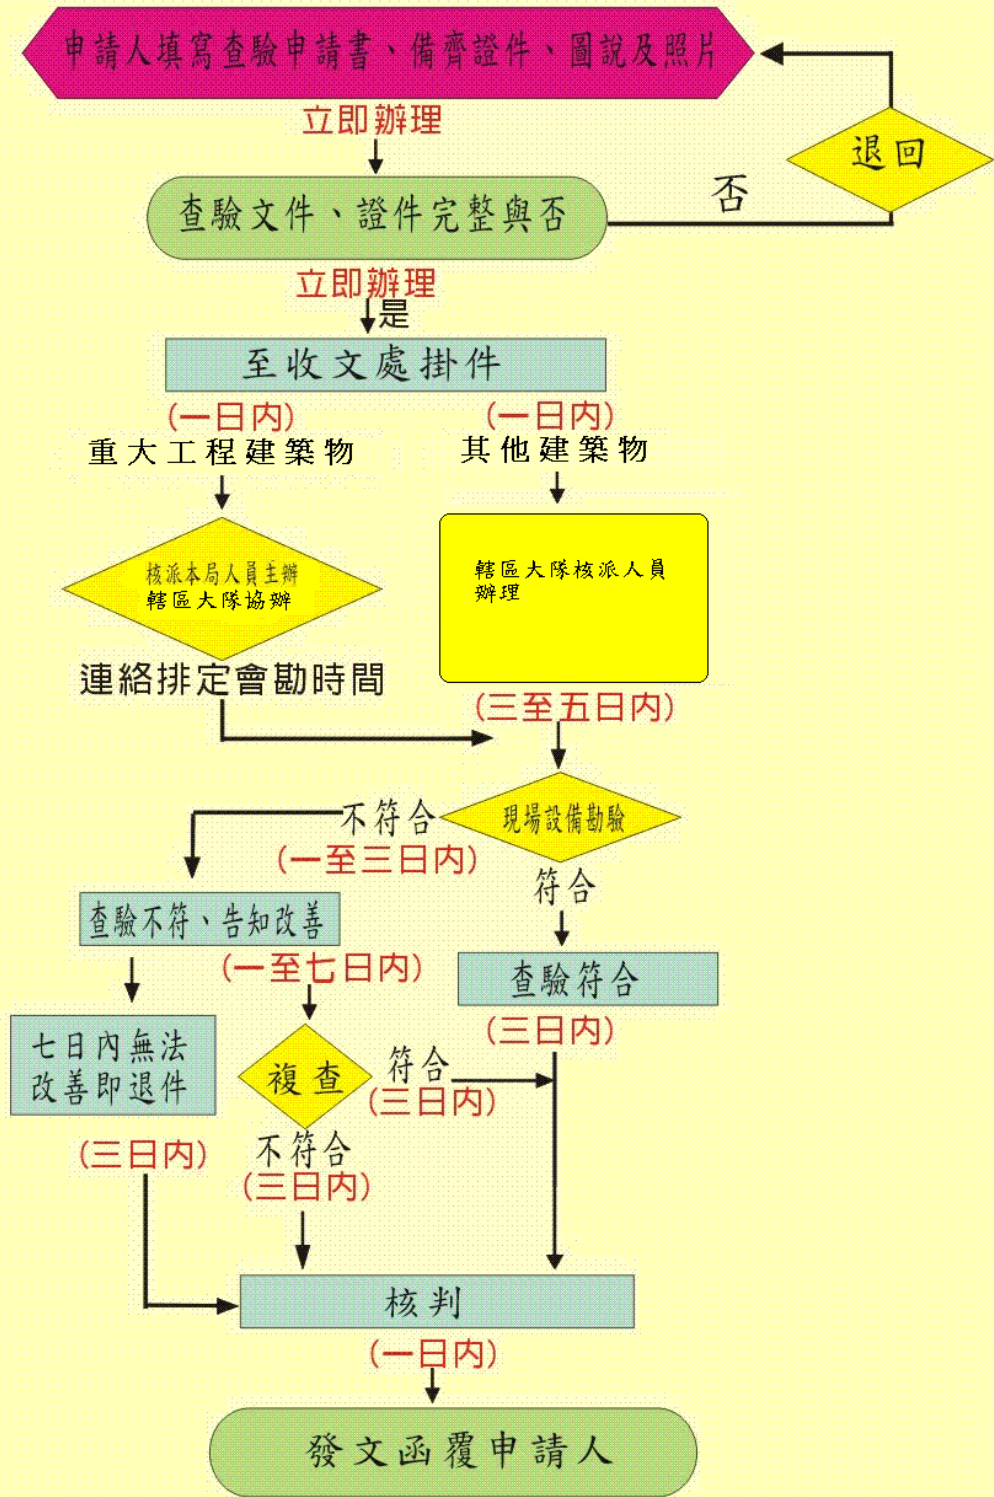 申請人填寫查驗申請書、備齊證件、圖說及照片
立即辦理
退回
否
查驗文件、證件完整與否
立即辦理
是
至收文處掛件
(一日內)
(一日內)
重大工程建築物
其他建築物
核派本局人員主辦
轄區大隊協辦
轄區大隊核派人員
辦理
連絡排定會勘時間
(三至五日內)
現場設備勘驗
不符合
(一至三日內)
符合
查驗不符、告知改善
(一至七日內)
查驗符合
(三日內)
七日內無法
改善即退件
複查
符合
(三日內)
(三日內)
不符合
(三日內)
核判
(一日內)
發文函覆申請人